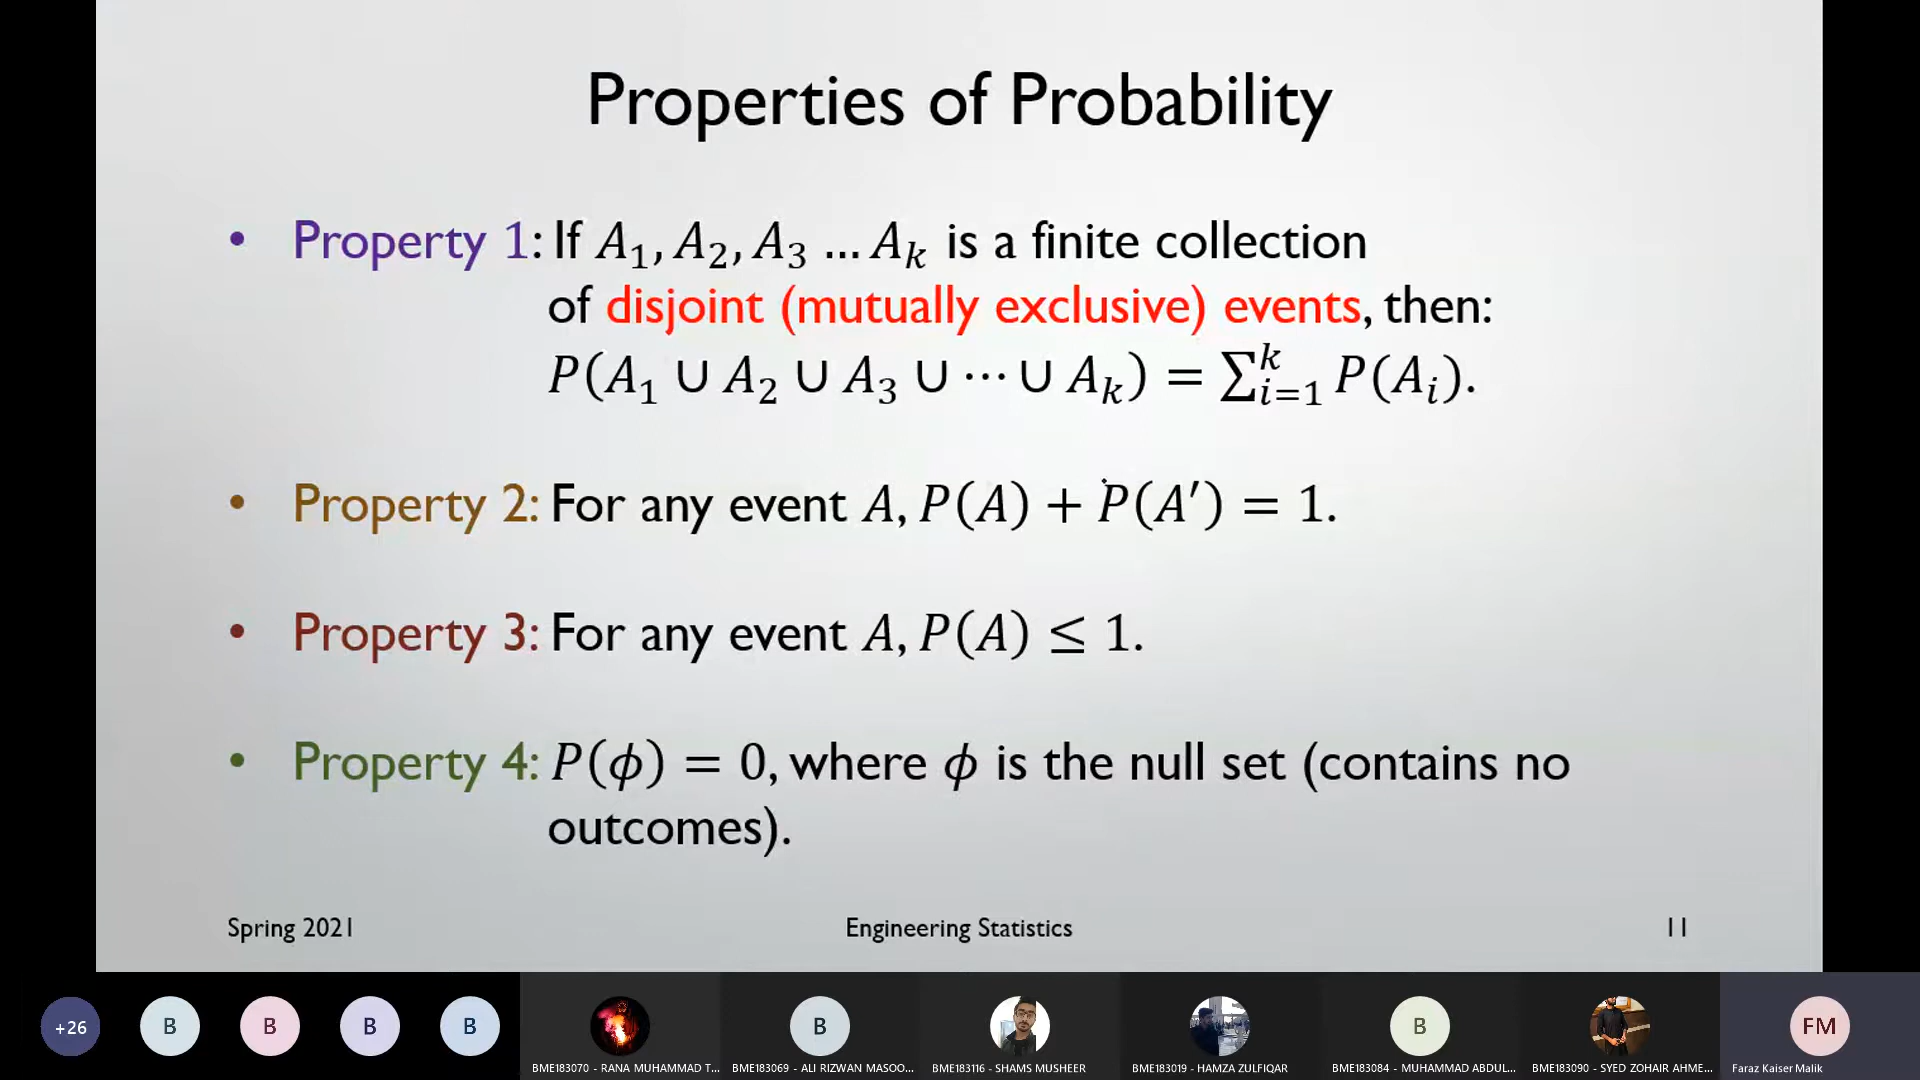 Properties of Probability
• Property 1: If A₁, A₂, A₃ … Aₖ is a finite collection
of disjoint (mutually exclusive) events, then:
P(A₁ ∪ A₂ ∪ A₃ ∪ ⋯ ∪ Aₖ) = ∑ᵢ₌₁ᵏ P(Aᵢ).
• Property 2: For any event A, P(A) + P(A′) = 1.
• Property 3: For any event A, P(A) ≤ 1.
• Property 4: P(ϕ) = 0, where ϕ is the null set (contains no
outcomes).
Spring 2021 Engineering Statistics 11
+26 B B B B B B FM
BME183070 - RANA MUHAMMAD T... BME183069 - ALI RIZWAN MASOO... BME183116 - SHAMS MUSHEER BME183019 - HAMZA ZULFIQAR BME183084 - MUHAMMAD ABDUL... BME183090 - SYED ZOHAIR AHME... Faraz Kaiser Malik